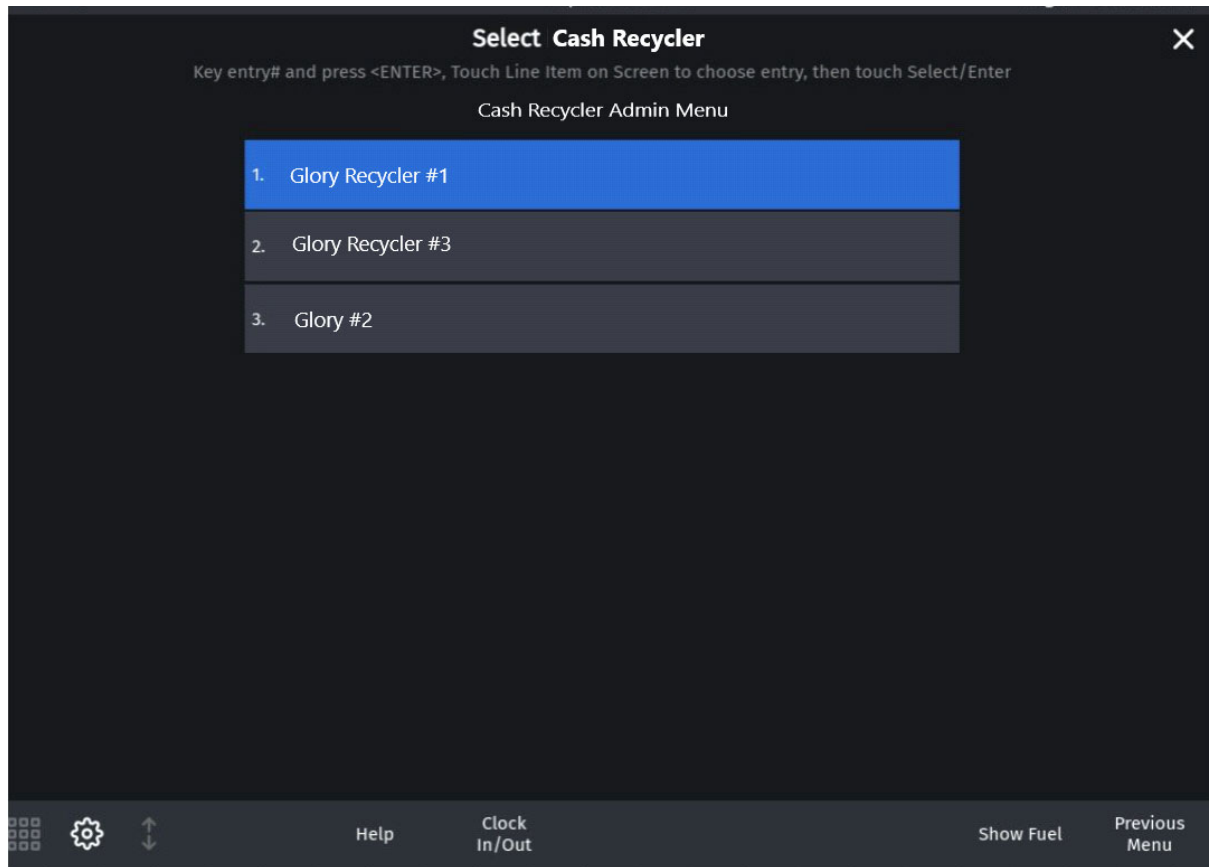 Select Cash Recycler
Key entry# and press <ENTER>, Touch Line Item on Screen to choose entry, then touch Select/Enter
Cash Recycler Admin Menu
1. Glory Recycler #1
2. Glory Recycler #3
3. Glory #2
Help
Clock
In/Out
Show Fuel
Previous
Menu